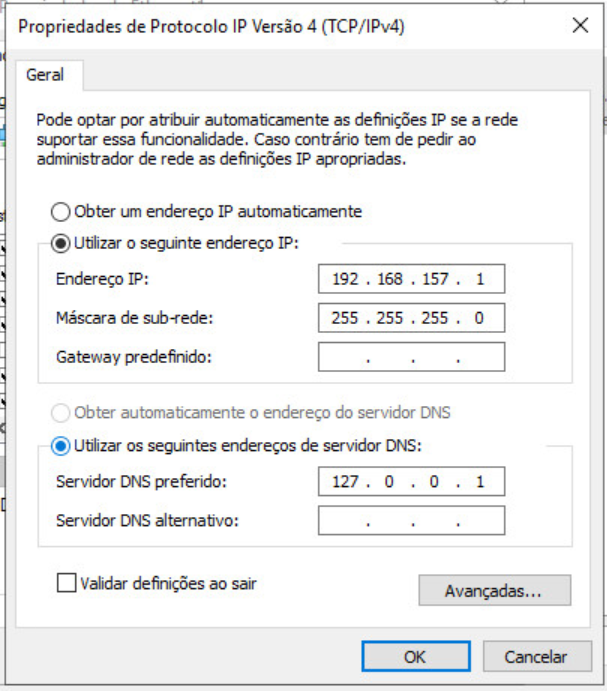 Propriedades de Protocolo IP Versão 4 (TCP/IPv4)
Geral
Pode optar por atribuir automaticamente as definições IP se a rede
suportar essa funcionalidade. Caso contrário tem de pedir ao
administrador de rede as definições IP apropriadas.
Obter um endereço IP automaticamente
Utilizar o seguinte endereço IP:
Endereço IP: 192 . 168 . 157 . 1
Máscara de sub-rede: 255 . 255 . 255 . 0
Gateway predefinido: . . .
Obter automaticamente o endereço do servidor DNS
Utilizar os seguintes endereços de servidor DNS:
Servidor DNS preferido: 127 . 0 . 0 . 1
Servidor DNS alternativo: . . .
Validar definições ao sair
Avançadas...
OK Cancelar